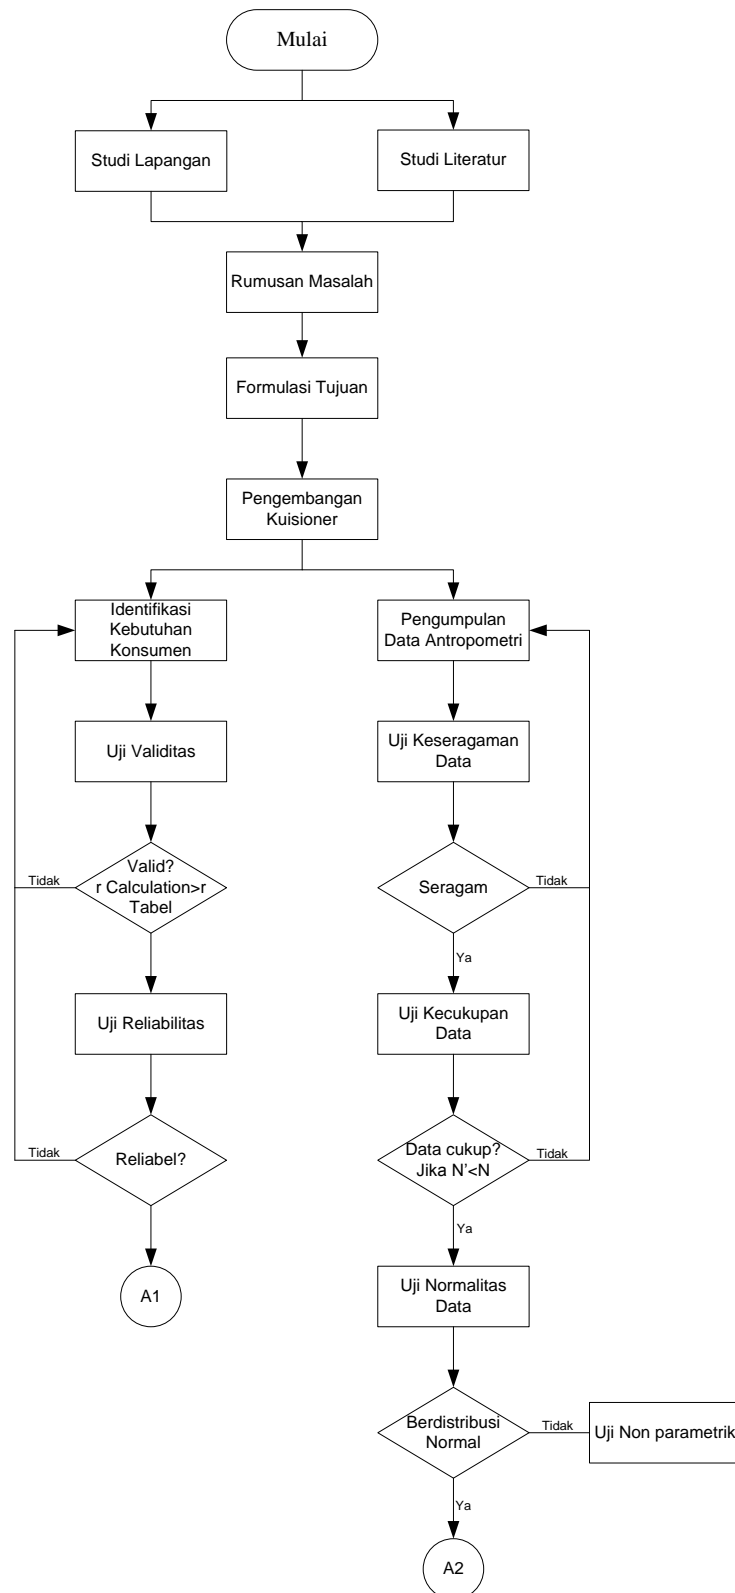 Mulai
Studi Lapangan
Studi Literatur
Rumusan Masalah
Formulasi Tujuan
Pengembangan
Kuisioner
Identifikasi
Kebutuhan
Konsumen
Pengumpulan
Data Antropometri
Uji Validitas
Uji Keseragaman
Data
Valid?
r Calculation>r
Tabel
Tidak
Seragam
Tidak
Ya
Uji Reliabilitas
Uji Kecukupan
Data
Reliabel?
Tidak
Data cukup?
Jika N'<N
Tidak
Ya
A1
Uji Normalitas
Data
Berdistribusi
Normal
Tidak
Uji Non parametrik
Ya
A2